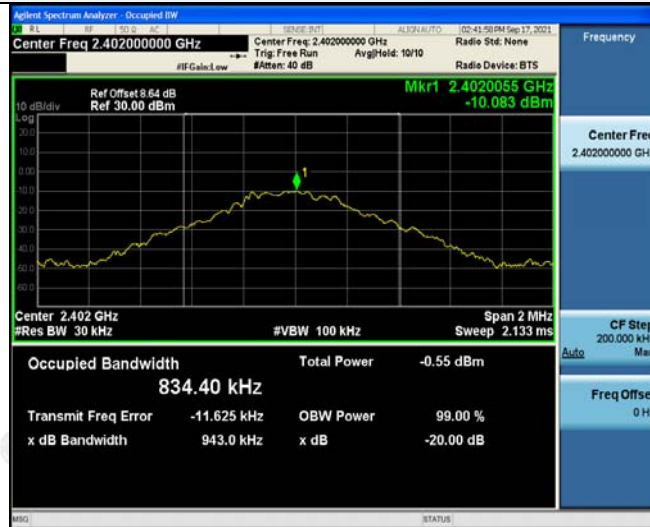 Agilent Spectrum Analyzer - Occupied BW
RL RF 50 Ω AC SENSE:INT ALIGN AUTO 02:41:58 PM Sep 17, 2021
Center Freq 2.402000000 GHz
Center Freq: 2.402000000 GHz Radio Std: None
Trig: Free Run Avg|Hold: 10/10
#IFGain:Low #Atten: 40 dB Radio Device: BTS
Frequency
Mkr1 2.4020055 GHz
-10.083 dBm
Ref Offset 8.64 dB
10 dB/div Ref 30.00 dBm
Log
20.0
10.0
0.00
-10.0
-20.0
-30.0
-40.0
-50.0
-60.0
1
Center Freq
2.402000000 GH
Center 2.402 GHz Span 2 MHz
#Res BW 30 kHz #VBW 100 kHz Sweep 2.133 ms
CF Step
200.000 kH
Auto Ma
Occupied Bandwidth Total Power -0.55 dBm
834.40 kHz
Transmit Freq Error -11.625 kHz OBW Power 99.00 %
x dB Bandwidth 943.0 kHz x dB -20.00 dB
Freq Offse
0 H
MSG STATUS